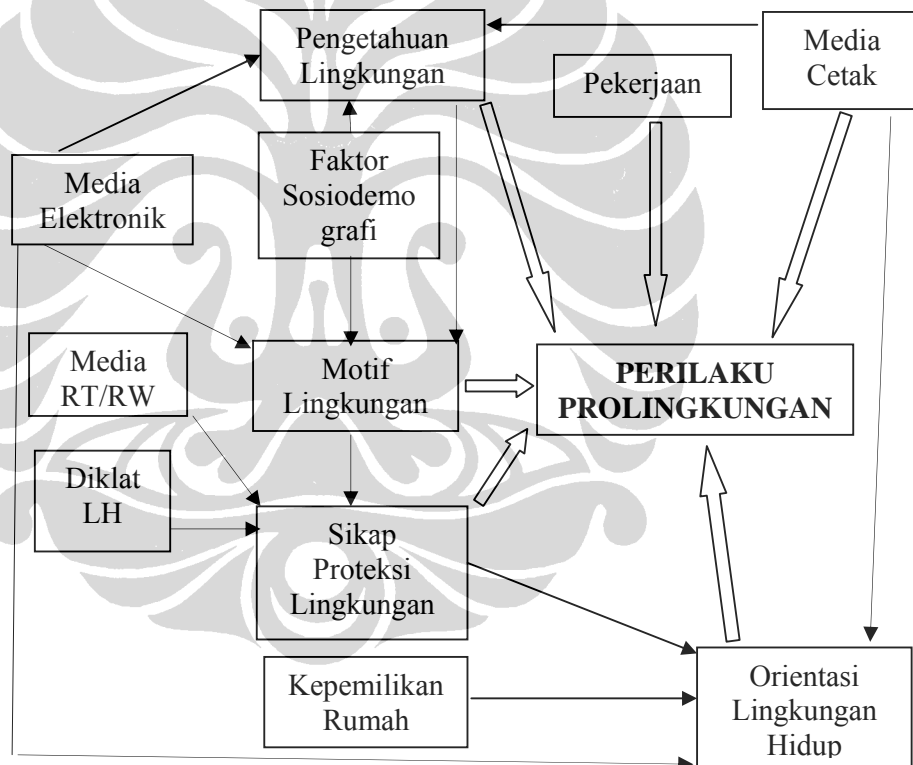 Pengetahuan
Lingkungan
Media
Cetak
Pekerjaan
Faktor
Sosiodemo
grafi
Media
Elektronik
Media
RT/RW
Motif
Lingkungan
PERILAKU
PROLINGKUNGAN
Diklat
LH
Sikap
Proteksi
Lingkungan
Kepemilikan
Rumah
Orientasi
Lingkungan
Hidup